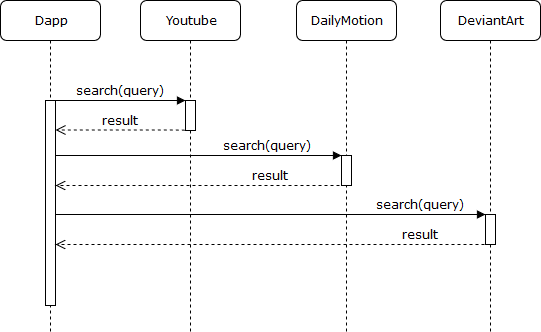 Dapp
Youtube
DailyMotion
DeviantArt
search(query)
result
search(query)
result
search(query)
result